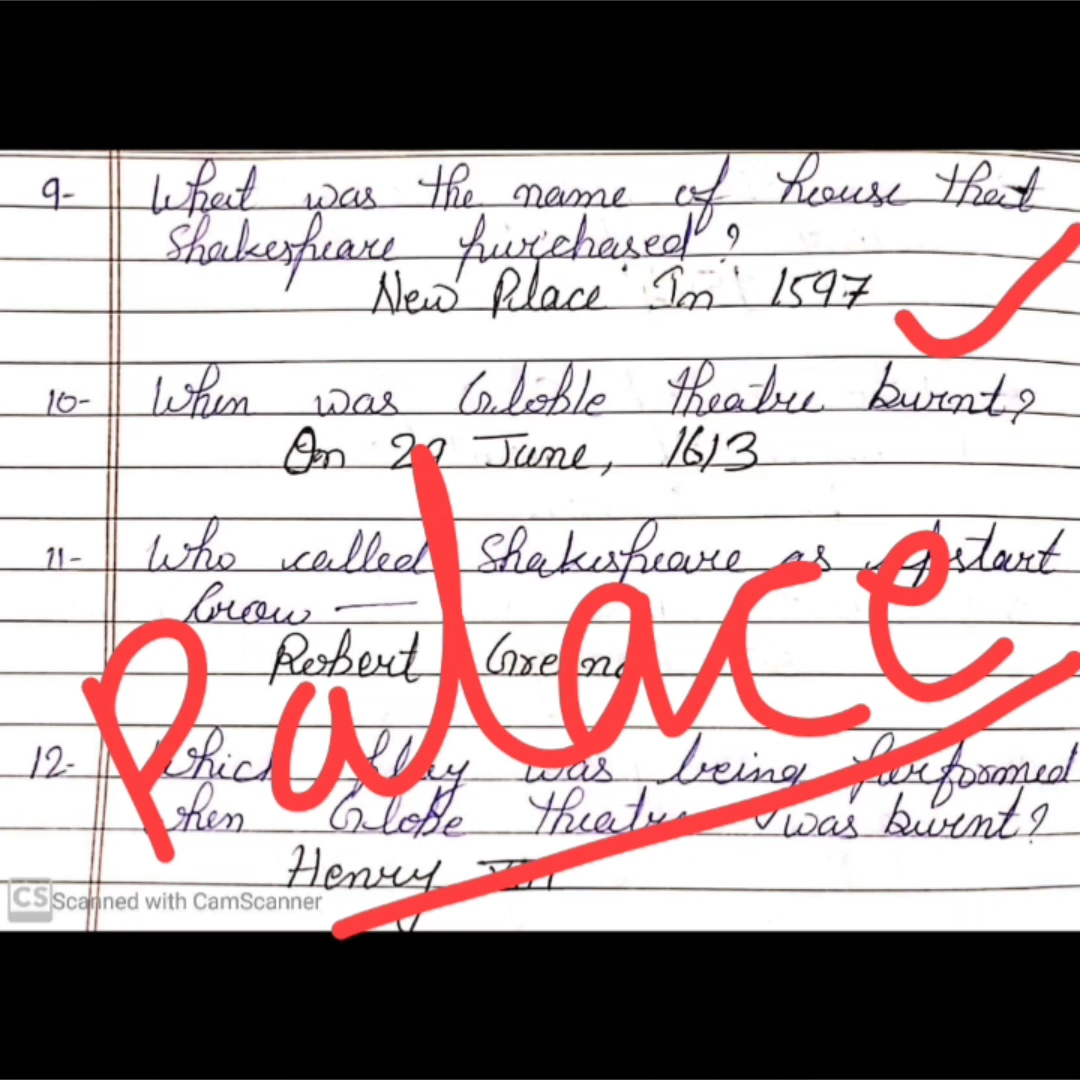 9- What was the name of house that
Shakespeare purchased?
New Place In 1597
10- When was Globle theatre burnt?
On 29 June, 1613
11- Who called Shakespeare as upstart
Crow —
Robert Greene
12- Which play was being performed
when Globe theatre was burnt?
Henry VIII
Palace
CS Scanned with CamScanner